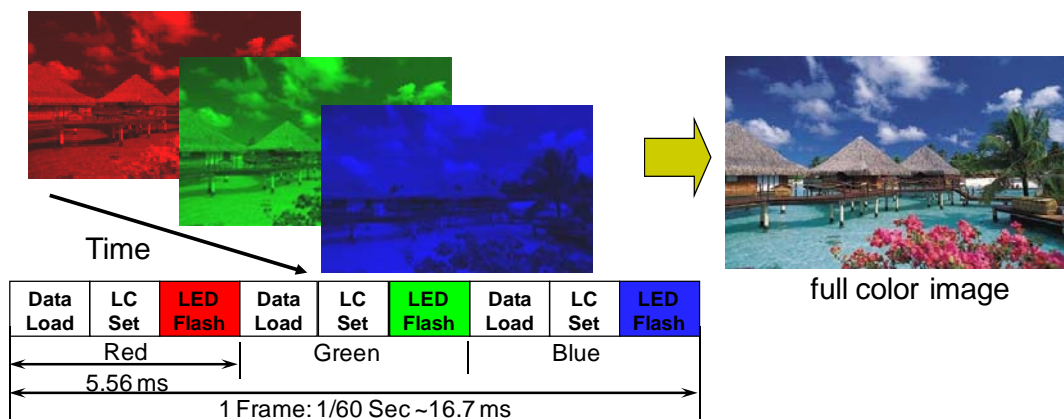 Time
full color image
Data Load
LC Set
LED Flash
Data Load
LC Set
LED Flash
Data Load
LC Set
LED Flash
Red
Green
Blue
5.56 ms
1 Frame: 1/60 Sec ~16.7 ms